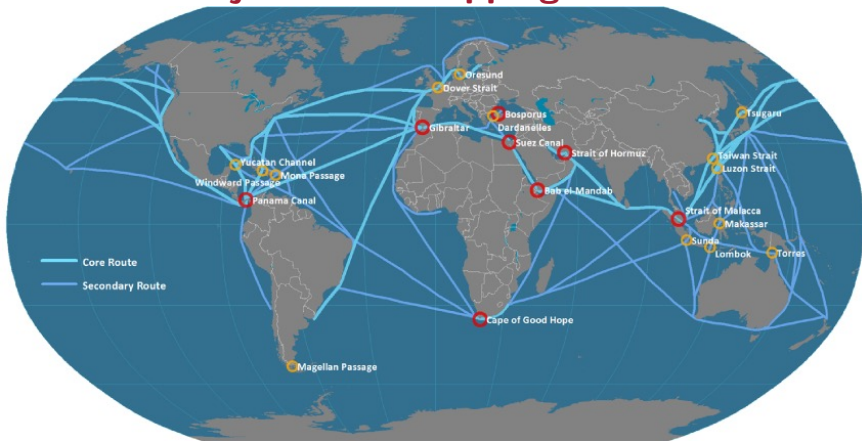 Oresund
Dover Strait
Bosporus
Dardanelles
Gibraltar
Suez Canal
Strait of Hormuz
Tsugaru
Taiwan Strait
Luzon Strait
Yucatan Channel
Windward Passage
Mona Passage
Panama Canal
Bab el-Mandab
Strait of Malacca
Makassar
Sunda
Lombok
Torres
Core Route
Secondary Route
Cape of Good Hope
Magellan Passage